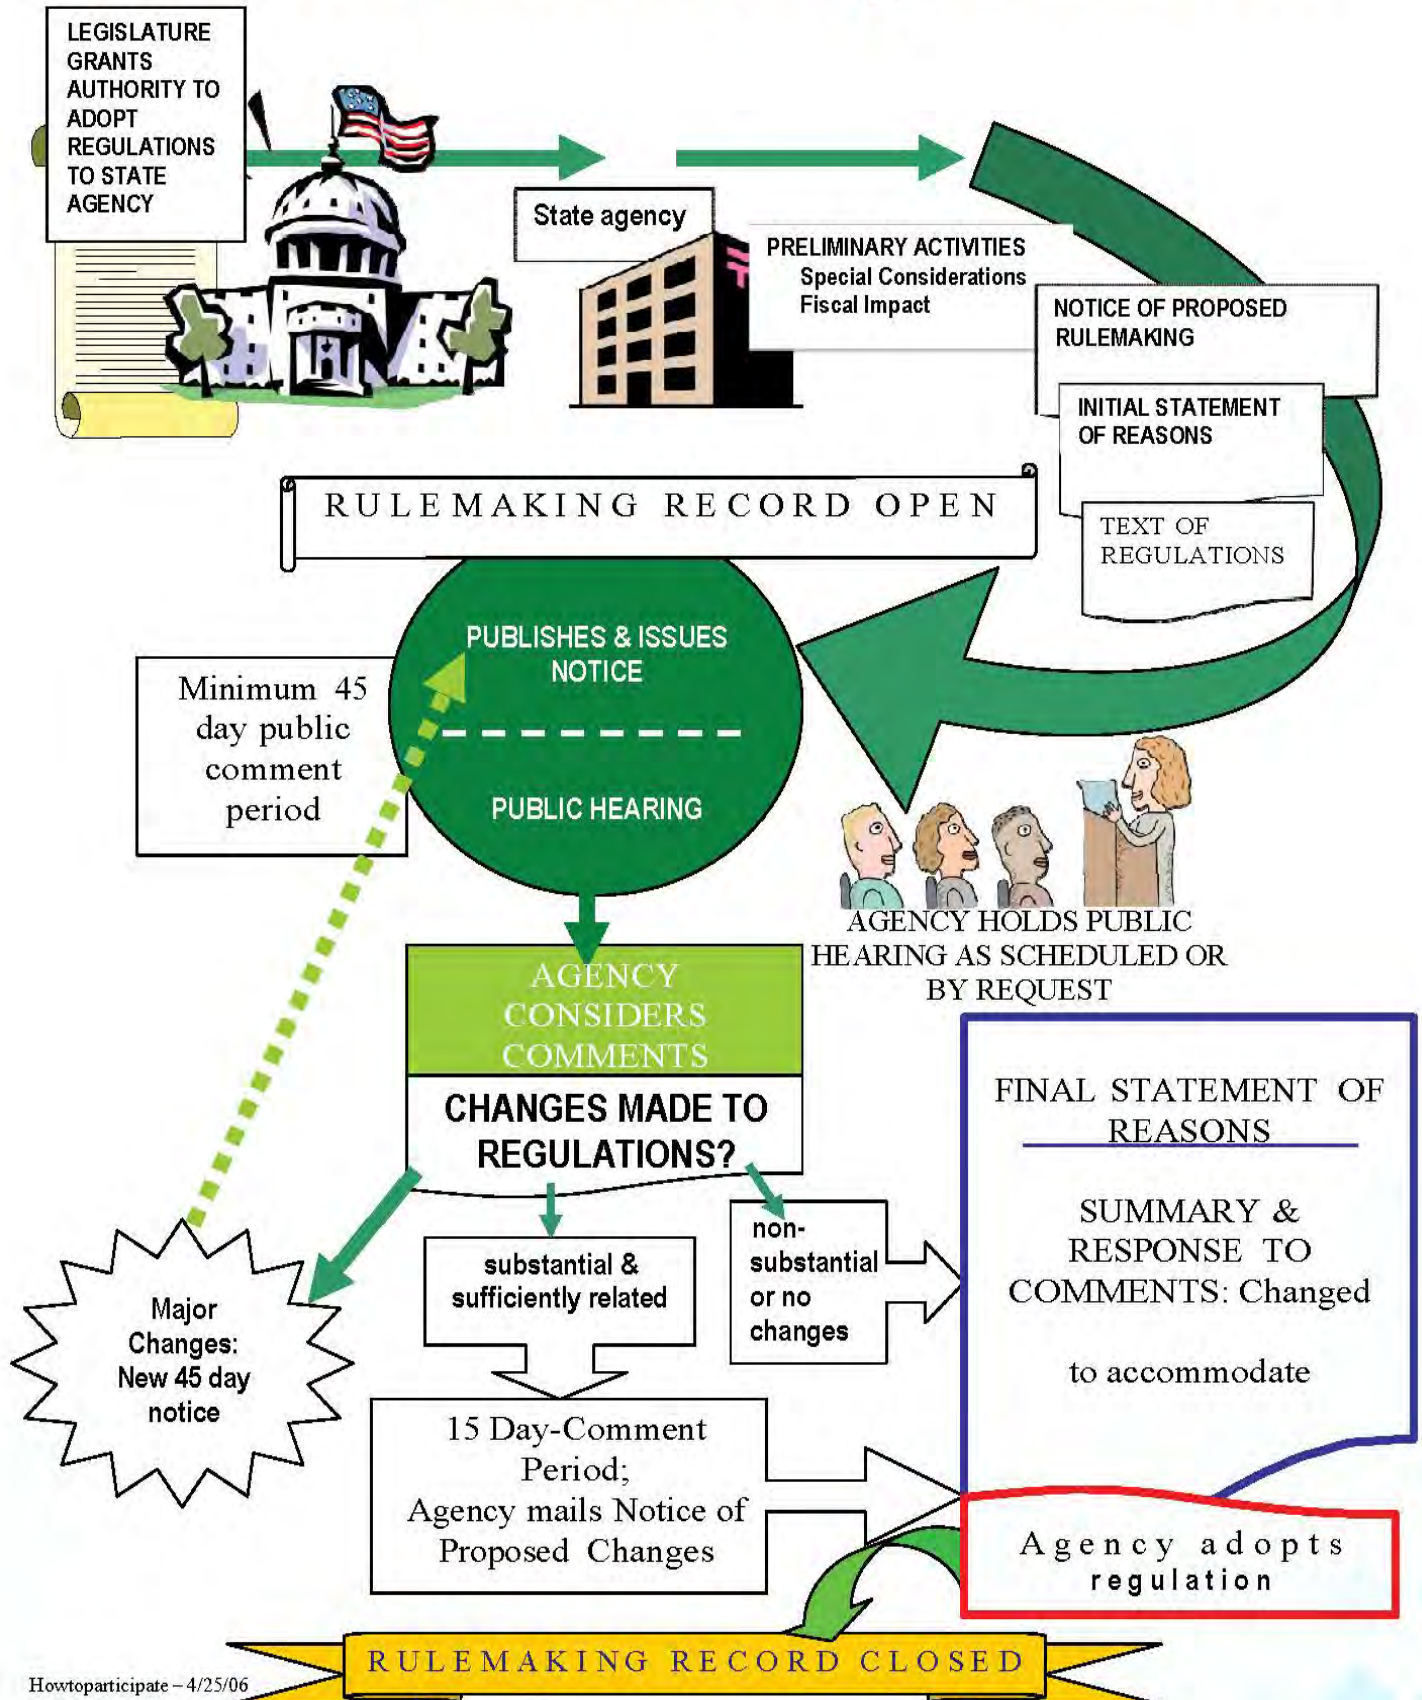 LEGISLATURE
GRANTS
AUTHORITY TO
ADOPT
REGULATIONS
TO STATE
AGENCY
State agency
PRELIMINARY ACTIVITIES
Special Considerations
Fiscal Impact
NOTICE OF PROPOSED
RULEMAKING
INITIAL STATEMENT
OF REASONS
TEXT OF
REGULATIONS
RULEMAKING RECORD OPEN
PUBLISHES & ISSUES
NOTICE
PUBLIC HEARING
Minimum 45
day public
comment
period
AGENCY HOLDS PUBLIC
HEARING AS SCHEDULED OR
BY REQUEST
AGENCY
CONSIDERS
COMMENTS
CHANGES MADE TO
REGULATIONS?
Major
Changes:
New 45 day
notice
substantial &
sufficiently related
non-
substantial
or no
changes
15 Day-Comment
Period;
Agency mails Notice of
Proposed Changes
FINAL STATEMENT OF
REASONS
SUMMARY &
RESPONSE TO
COMMENTS: Changed
to accommodate
Agency adopts
regulation
RULEMAKING RECORD CLOSED
Howtoparticipate – 4/25/06